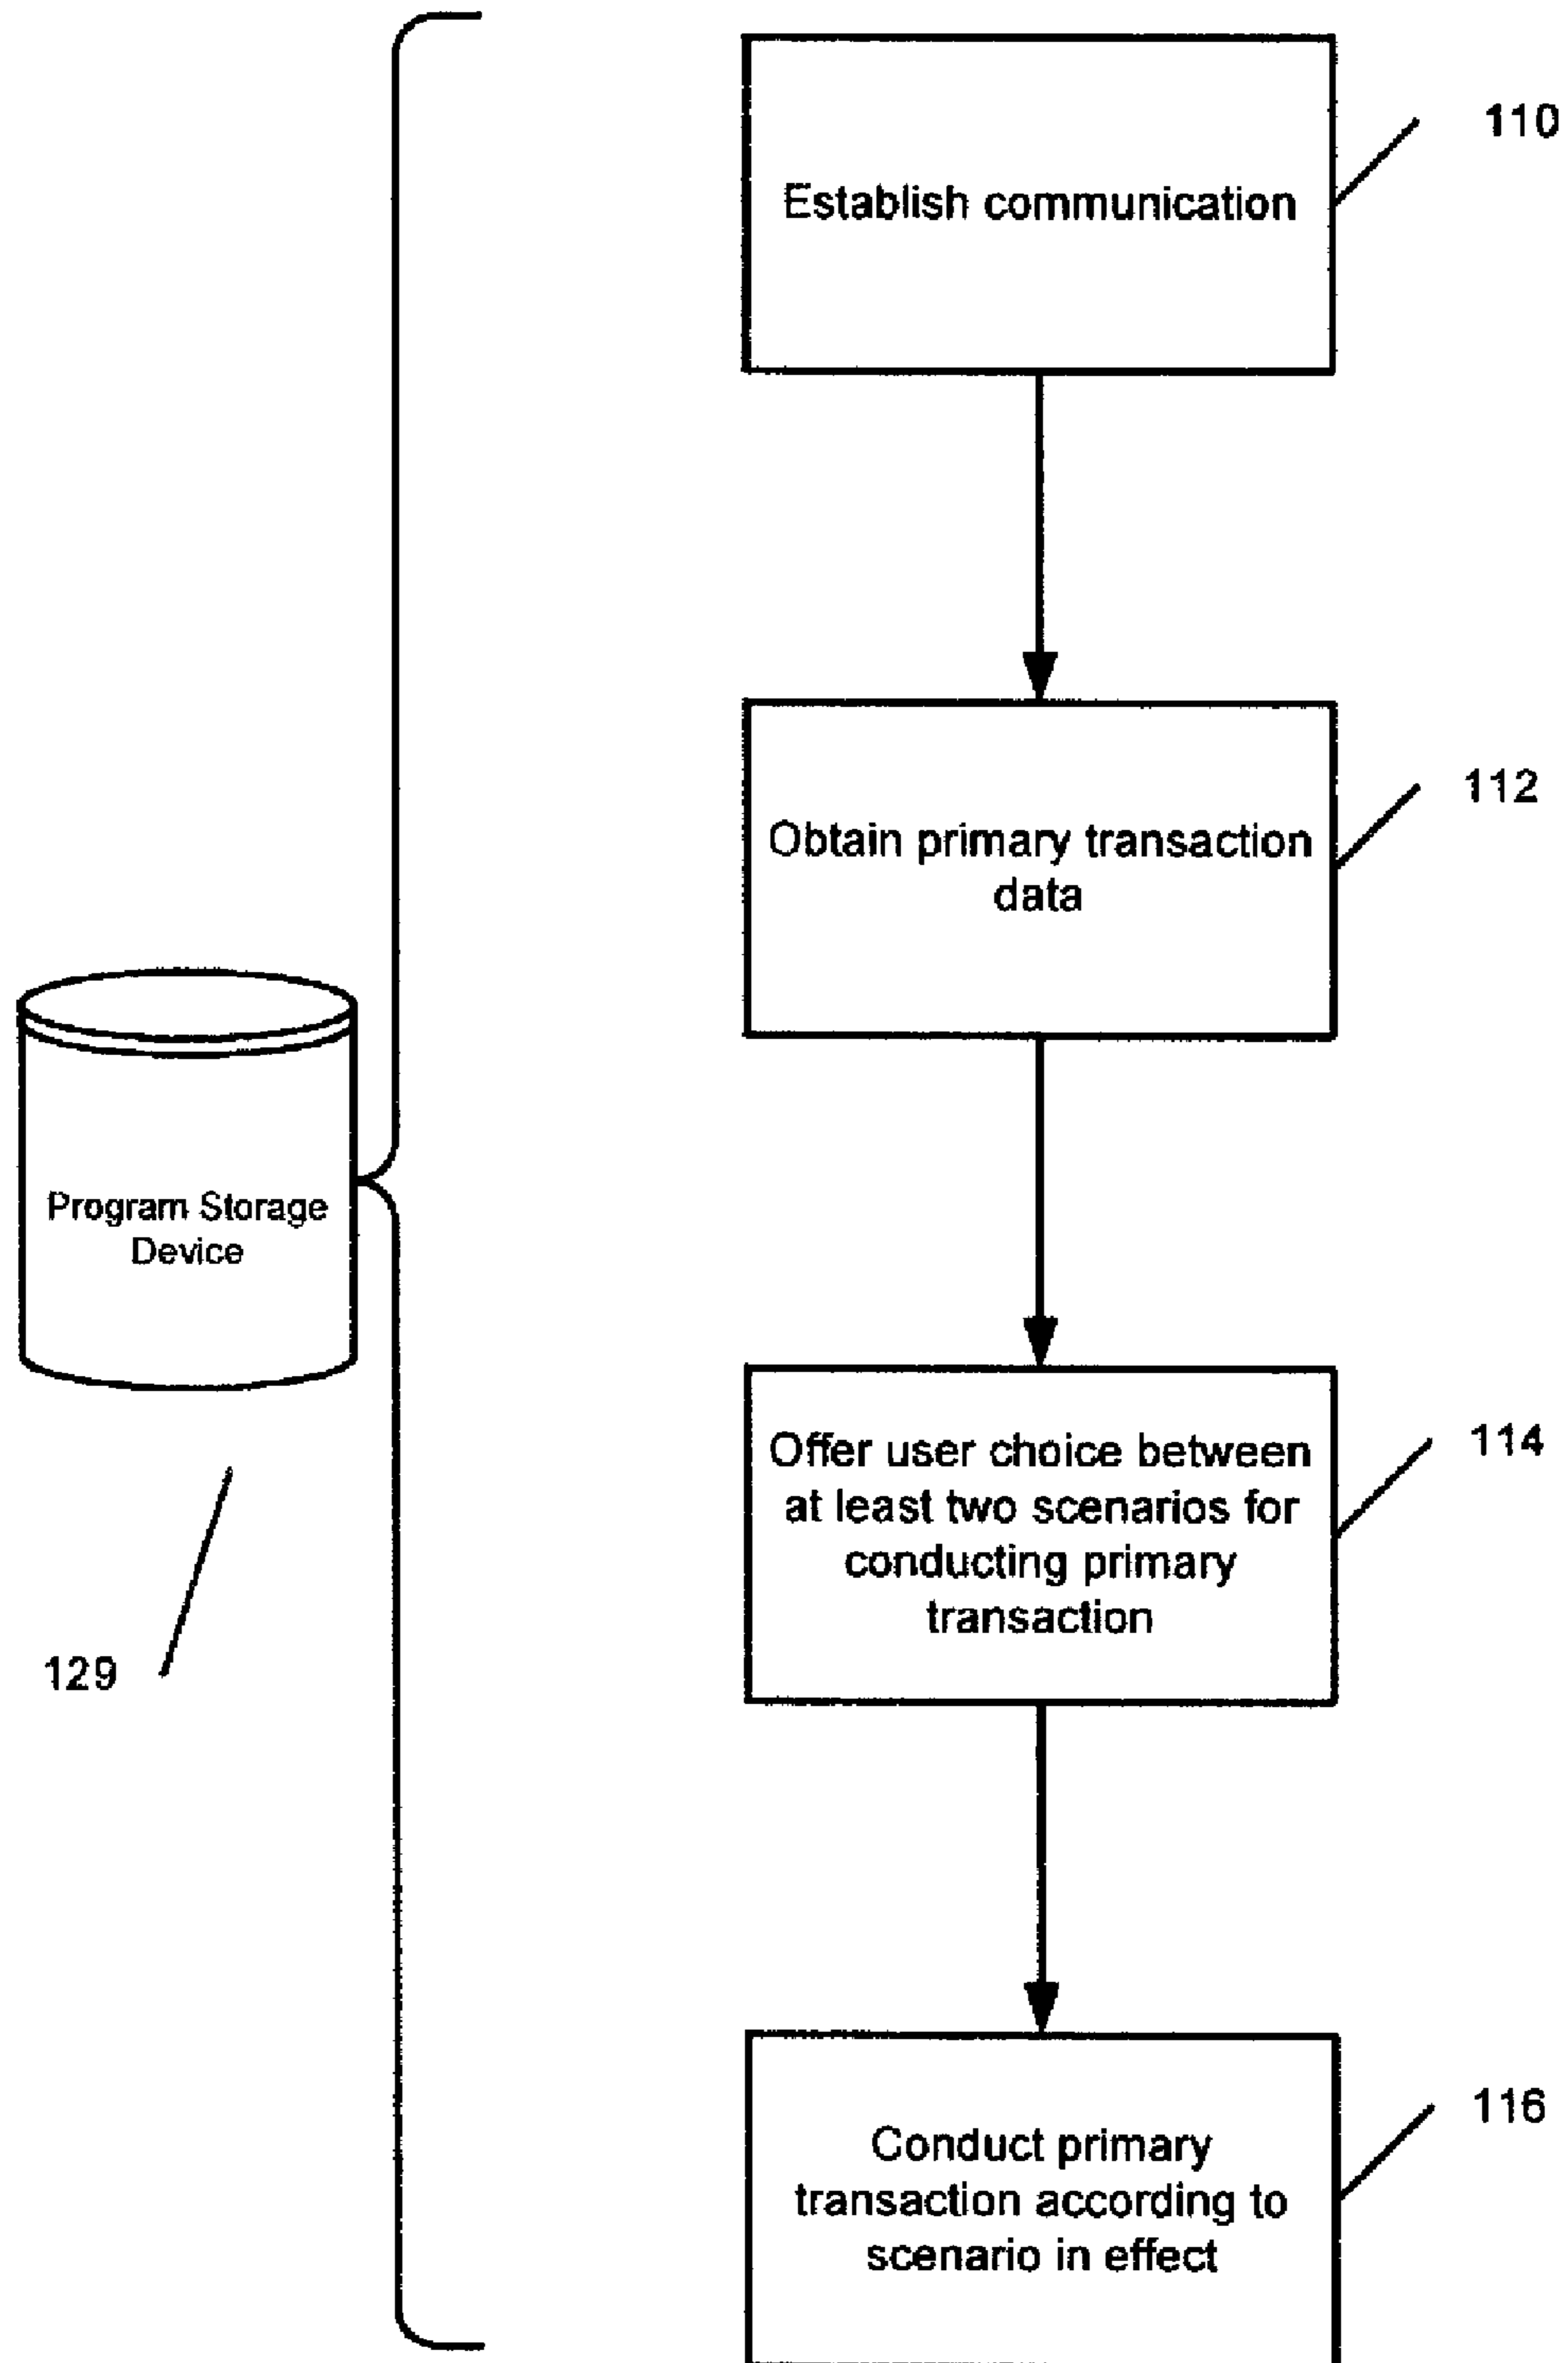 Establish communication
110
Obtain primary transaction
data
112
Program Storage
Device
129
Offer user choice between
at least two scenarios for
conducting primary
transaction
114
Conduct primary
transaction according to
scenario in effect
116